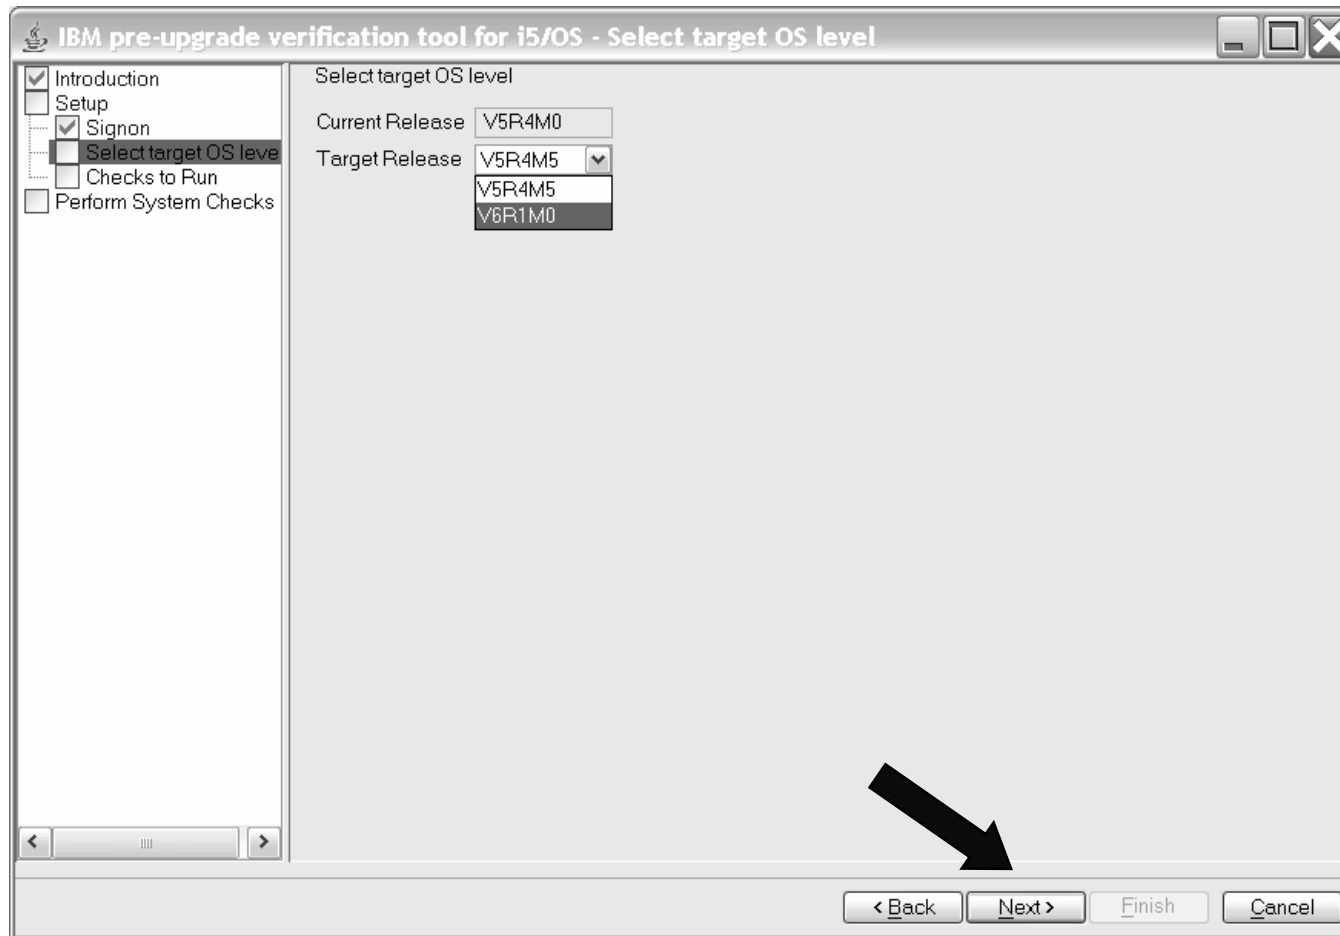 IBM pre-upgrade verification tool for i5/OS - Select target OS level
Introduction
Setup
Signon
Select target OS leve
Checks to Run
Perform System Checks
Select target OS level
Current Release V5R4M0
Target Release V5R4M5
V5R4M5
V6R1M0
< Back Next > Finish Cancel